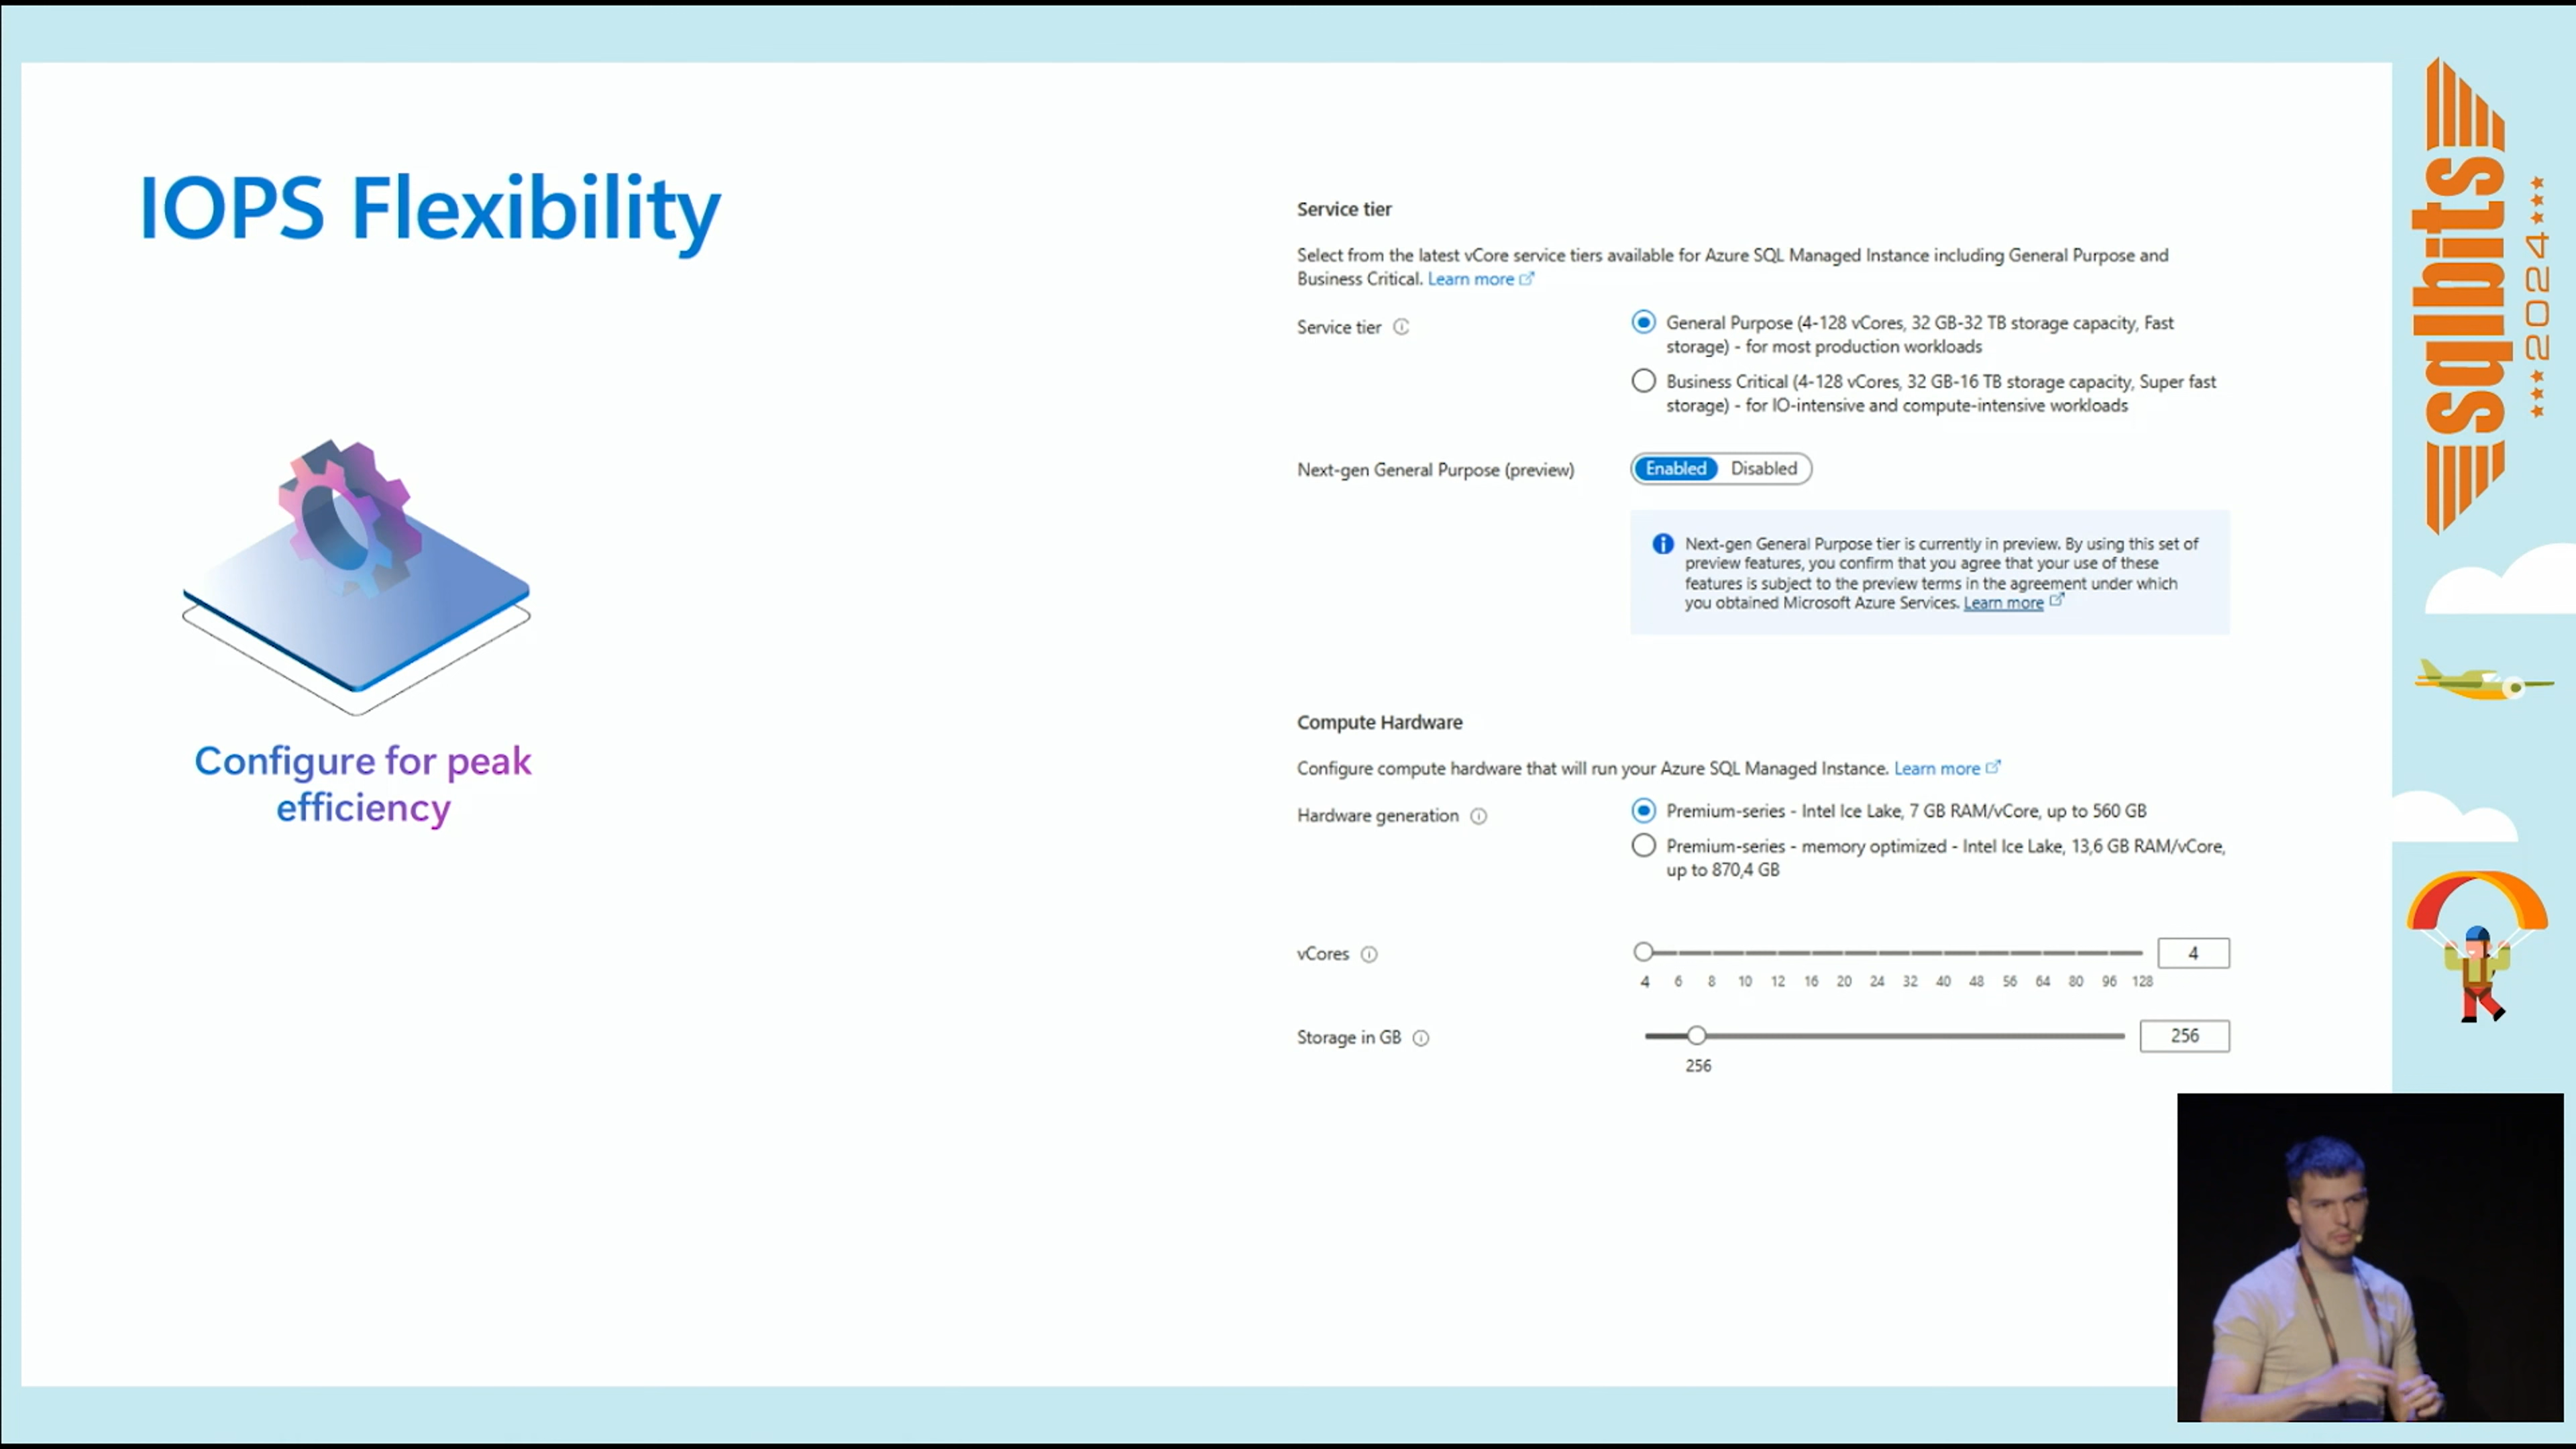 IOPS Flexibility
Configure for peak
efficiency
Service tier
Select from the latest vCore service tiers available for Azure SQL Managed Instance including General Purpose and
Business Critical. Learn more
Service tier
General Purpose (4-128 vCores, 32 GB-32 TB storage capacity, Fast
storage) - for most production workloads
Business Critical (4-128 vCores, 32 GB-16 TB storage capacity, Super fast
storage) - for IO-intensive and compute-intensive workloads
Next-gen General Purpose (preview)
Enabled Disabled
Next-gen General Purpose tier is currently in preview. By using this set of
preview features, you confirm that you agree that your use of these
features is subject to the preview terms in the agreement under which
you obtained Microsoft Azure Services. Learn more
Compute Hardware
Configure compute hardware that will run your Azure SQL Managed Instance. Learn more
Hardware generation
Premium-series - Intel Ice Lake, 7 GB RAM/vCore, up to 560 GB
Premium-series - memory optimized - Intel Ice Lake, 13,6 GB RAM/vCore,
up to 870,4 GB
vCores
4
4 6 8 10 12 16 20 24 32 40 48 56 64 80 96 128
Storage in GB
256
256
sqlbits
2024